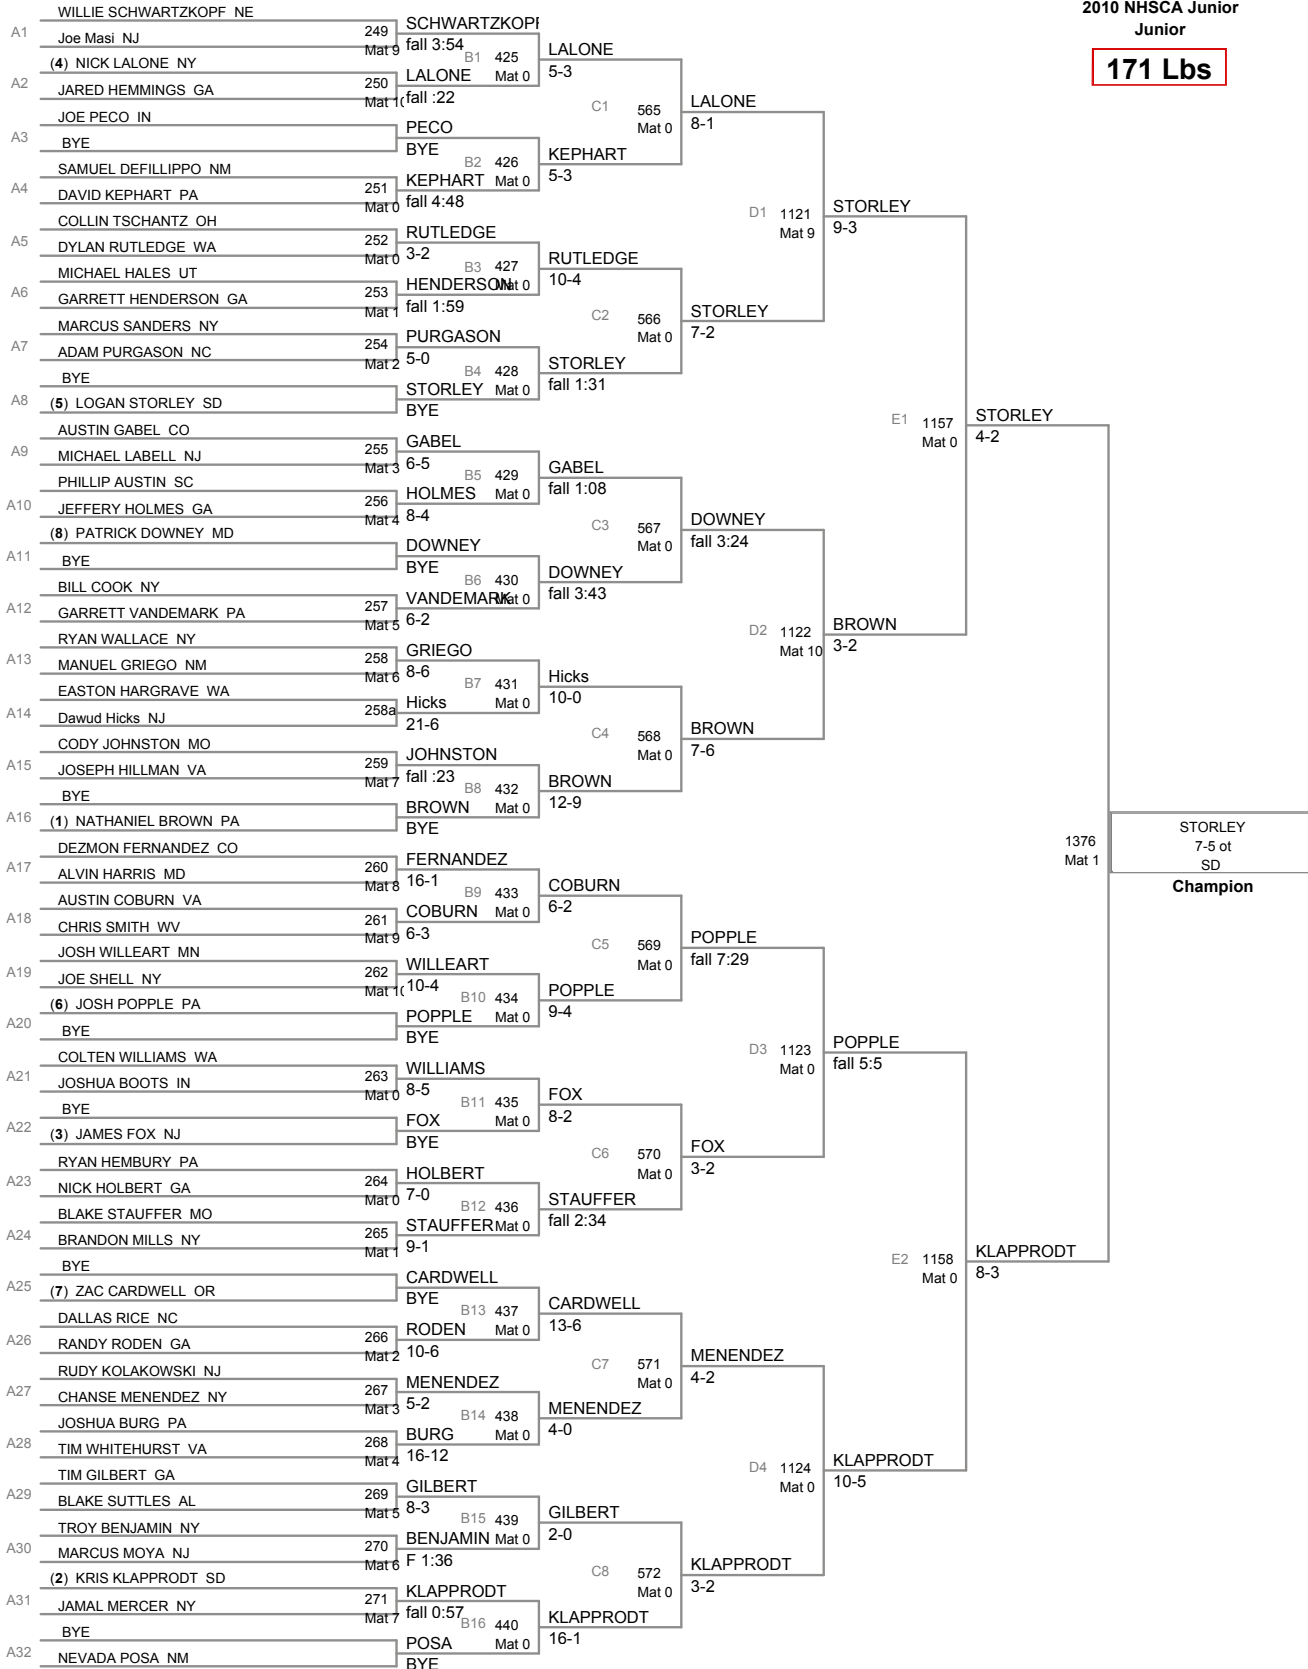 2010 NHSCA Junior
Junior
171 Lbs
A1
WILLIE SCHWARTZKOPF NE
Joe Masi NJ
249
Mat 9
SCHWARTZKOPF
fall 3:54
A2
(4) NICK LALONE NY
JARED HEMMINGS GA
250
Mat 10
LALONE
fall :22
B1 425
Mat 0
LALONE
5-3
A3
JOE PECO IN
BYE
PECO
BYE
A4
SAMUEL DEFILLIPPO NM
DAVID KEPHART PA
251
Mat 0
KEPHART
fall 4:48
B2 426
Mat 0
KEPHART
5-3
C1 565
Mat 0
LALONE
8-1
A5
COLLIN TSCHANTZ OH
DYLAN RUTLEDGE WA
252
Mat 0
RUTLEDGE
3-2
A6
MICHAEL HALES UT
GARRETT HENDERSON GA
253
Mat 1
HENDERSON
fall 1:59
B3 427
Mat 0
RUTLEDGE
10-4
A7
MARCUS SANDERS NY
ADAM PURGASON NC
254
Mat 2
PURGASON
5-0
A8
BYE
(5) LOGAN STORLEY SD
STORLEY
BYE
B4 428
Mat 0
STORLEY
fall 1:31
C2 566
Mat 0
STORLEY
7-2
D1 1121
Mat 9
STORLEY
9-3
A9
AUSTIN GABEL CO
MICHAEL LABELL NJ
255
Mat 3
GABEL
6-5
A10
PHILLIP AUSTIN SC
JEFFERY HOLMES GA
256
Mat 4
HOLMES
8-4
B5 429
Mat 0
GABEL
fall 1:08
A11
(8) PATRICK DOWNEY MD
BYE
DOWNEY
BYE
A12
BILL COOK NY
GARRETT VANDEMARK PA
257
Mat 5
VANDEMARK
6-2
B6 430
Mat 0
DOWNEY
fall 3:43
C3 567
Mat 0
DOWNEY
fall 3:24
A13
RYAN WALLACE NY
MANUEL GRIEGO NM
258
Mat 6
GRIEGO
8-6
A14
EASTON HARGRAVE WA
Dawud Hicks NJ
258a
Hicks
21-6
B7 431
Mat 0
Hicks
10-0
A15
CODY JOHNSTON MO
JOSEPH HILLMAN VA
259
Mat 7
JOHNSTON
fall :23
A16
BYE
(1) NATHANIEL BROWN PA
BROWN
BYE
B8 432
Mat 0
BROWN
12-9
C4 568
Mat 0
BROWN
7-6
D2 1122
Mat 10
BROWN
3-2
E1 1157
Mat 0
STORLEY
4-2
A17
DEZMON FERNANDEZ CO
ALVIN HARRIS MD
260
Mat 8
FERNANDEZ
16-1
A18
AUSTIN COBURN VA
CHRIS SMITH WV
261
Mat 9
COBURN
6-3
B9 433
Mat 0
COBURN
6-2
A19
JOSH WILLEART MN
JOE SHELL NY
262
Mat 10
WILLEART
10-4
A20
(6) JOSH POPPLE PA
BYE
POPPLE
BYE
B10 434
Mat 0
POPPLE
9-4
C5 569
Mat 0
POPPLE
fall 7:29
A21
COLTEN WILLIAMS WA
JOSHUA BOOTS IN
263
Mat 0
WILLIAMS
8-5
A22
BYE
(3) JAMES FOX NJ
FOX
BYE
B11 435
Mat 0
FOX
8-2
A23
RYAN HEMBURY PA
NICK HOLBERT GA
264
Mat 0
HOLBERT
7-0
A24
BLAKE STAUFFER MO
BRANDON MILLS NY
265
Mat 1
STAUFFER
9-1
B12 436
Mat 0
STAUFFER
fall 2:34
C6 570
Mat 0
FOX
3-2
D3 1123
Mat 0
POPPLE
fall 5:5
A25
BYE
(7) ZAC CARDWELL OR
CARDWELL
BYE
A26
DALLAS RICE NC
RANDY RODEN GA
266
Mat 2
RODEN
10-6
B13 437
Mat 0
CARDWELL
13-6
A27
RUDY KOLAKOWSKI NJ
CHANSE MENENDEZ NY
267
Mat 3
MENENDEZ
5-2
A28
JOSHUA BURG PA
TIM WHITEHURST VA
268
Mat 4
BURG
16-12
B14 438
Mat 0
MENENDEZ
4-0
C7 571
Mat 0
MENENDEZ
4-2
A29
TIM GILBERT GA
BLAKE SUTTLES AL
269
Mat 5
GILBERT
8-3
A30
TROY BENJAMIN NY
MARCUS MOYA NJ
270
Mat 6
BENJAMIN
F 1:36
B15 439
Mat 0
GILBERT
2-0
A31
(2) KRIS KLAPPRODT SD
JAMAL MERCER NY
271
Mat 7
KLAPPRODT
fall 0:57
A32
BYE
NEVADA POSA NM
POSA
BYE
B16 440
Mat 0
KLAPPRODT
16-1
C8 572
Mat 0
KLAPPRODT
3-2
D4 1124
Mat 0
KLAPPRODT
10-5
E2 1158
Mat 0
KLAPPRODT
8-3
1376
Mat 1
STORLEY
7-5 ot
SD
Champion